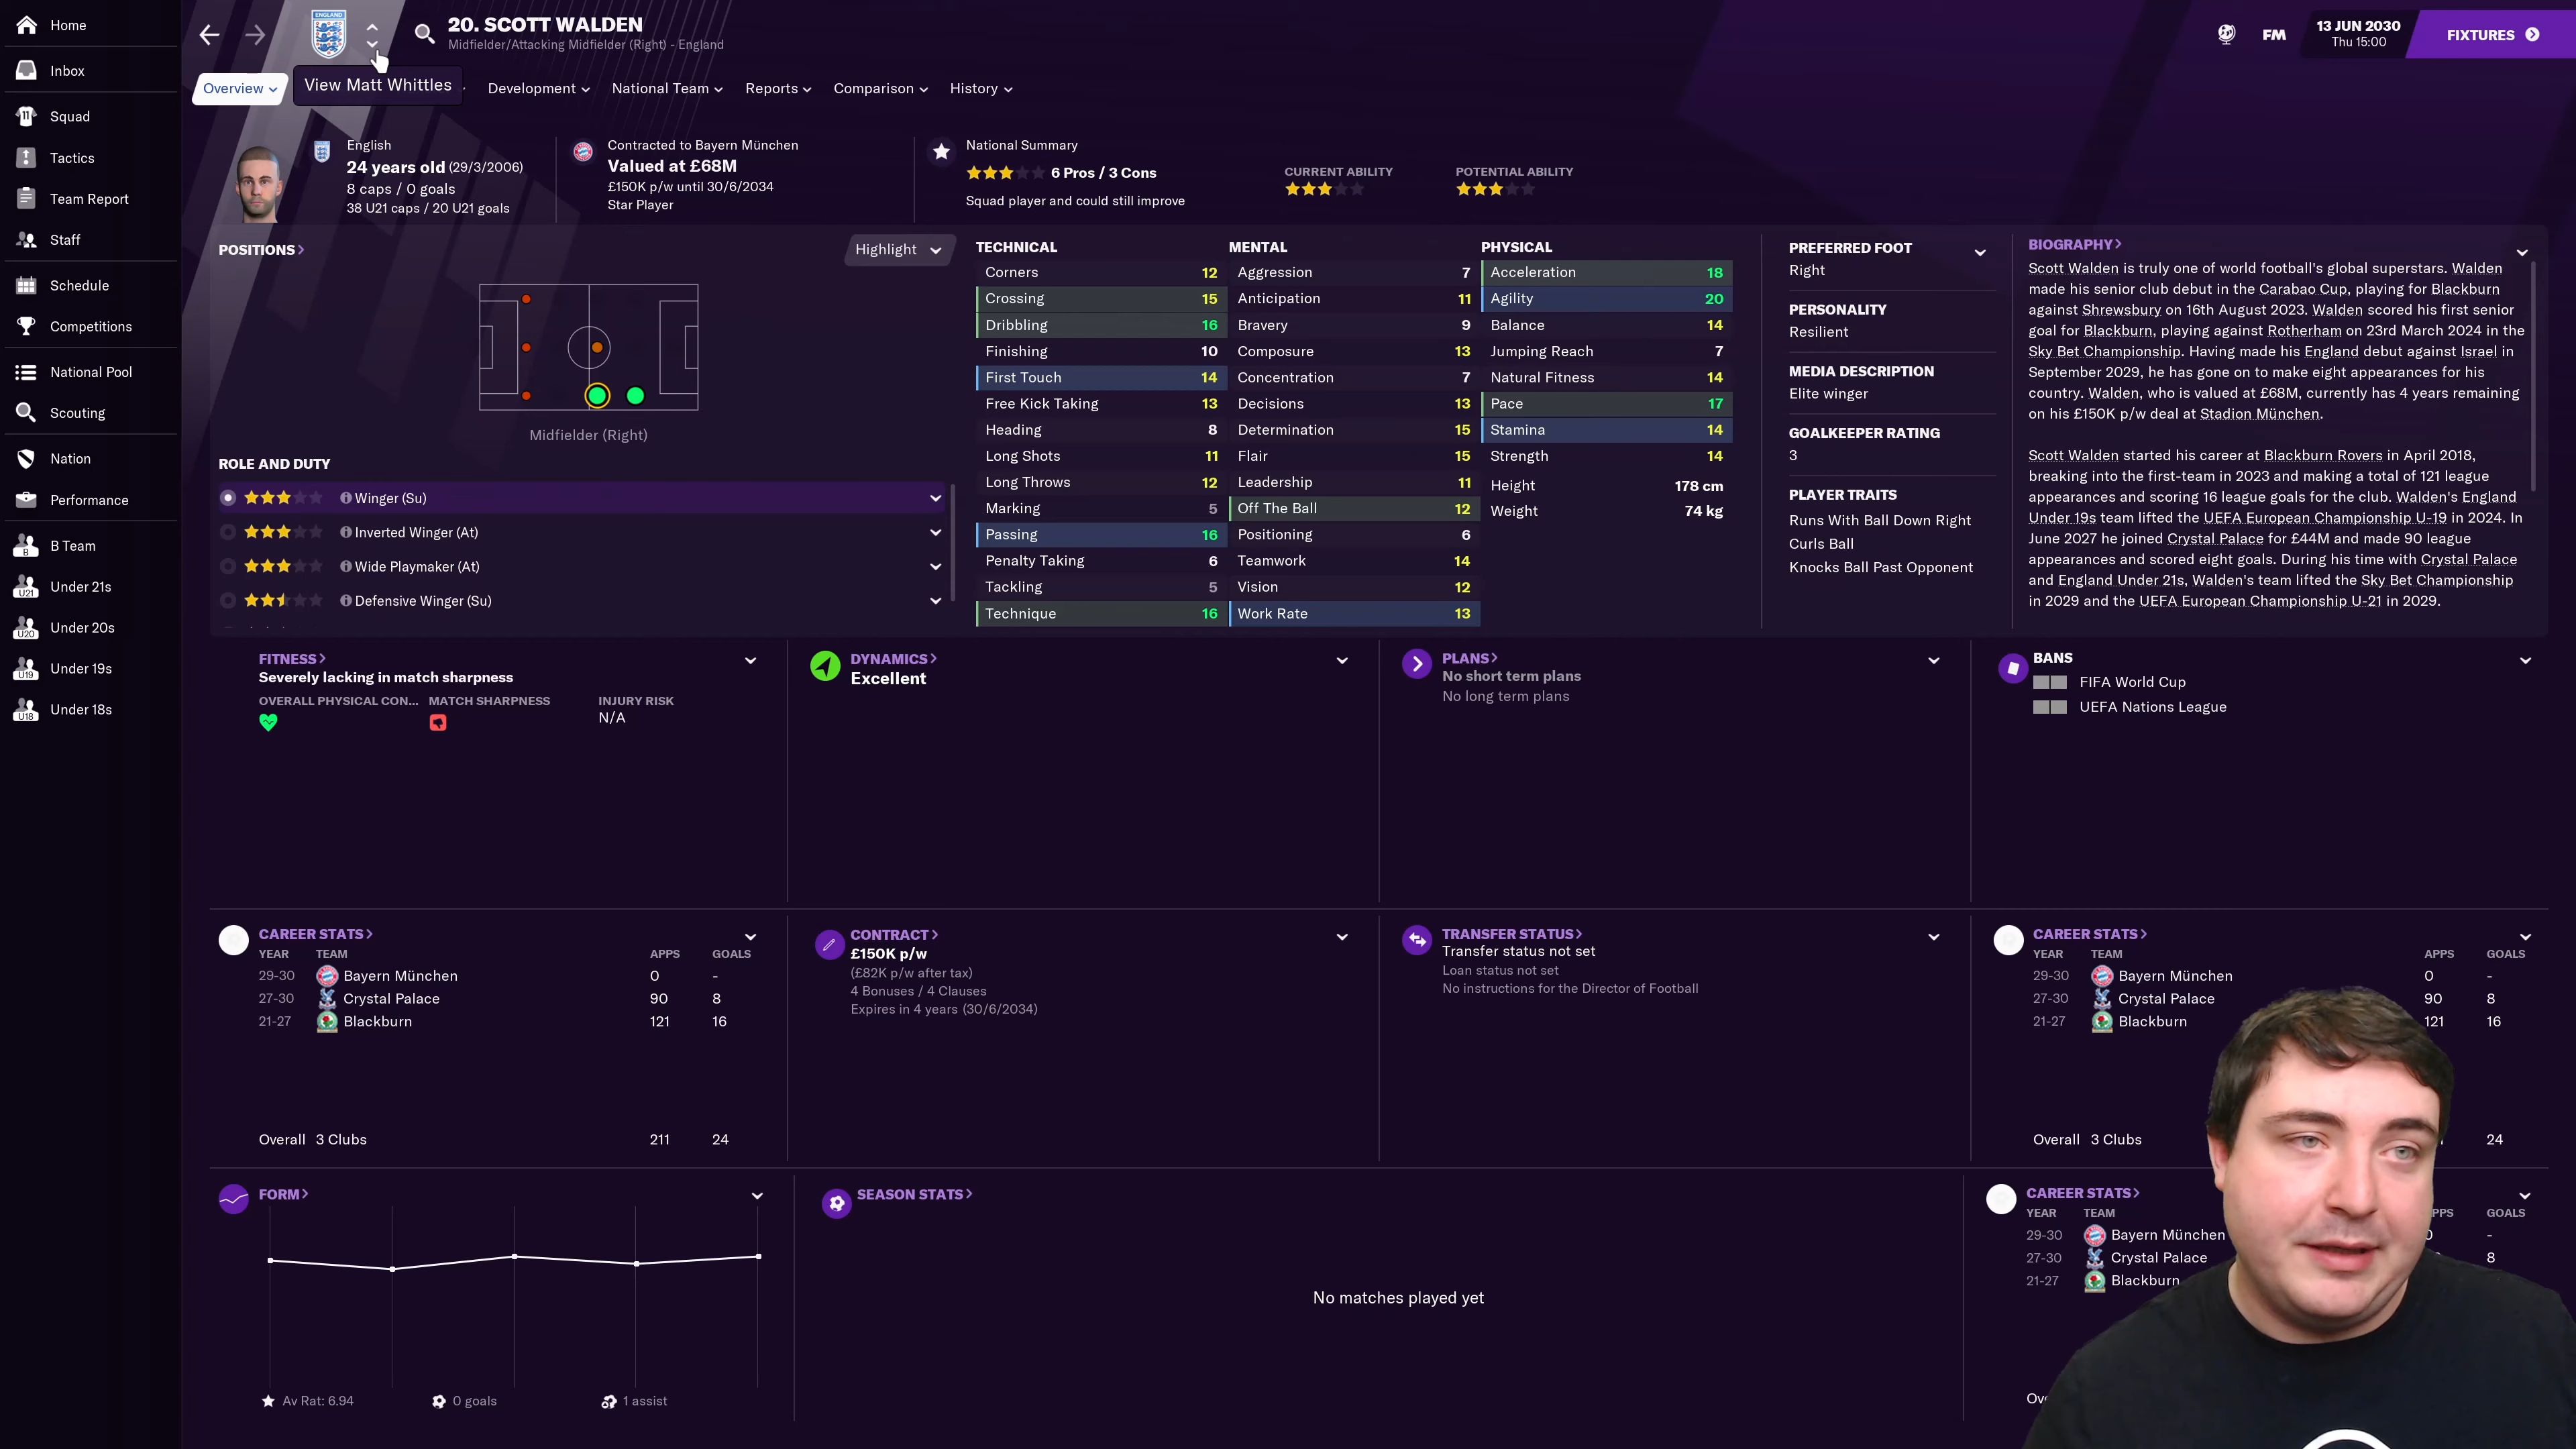 Home
Inbox
Squad
Tactics
Team Report
Staff
Schedule
Competitions
National Pool
Scouting
Nation
Performance
B Team
Under 21s
Under 20s
Under 19s
Under 18s
ENGLAND
20. SCOTT WALDEN
Midfielder/Attacking Midfielder (Right) - England
FM
13 JUN 2030
Thu 15:00
FIXTURES
Overview
View Matt Whittles
Development
National Team
Reports
Comparison
History
English
24 years old (29/3/2006)
8 caps / 0 goals
38 U21 caps / 20 U21 goals
Contracted to Bayern München
Valued at £68M
£150K p/w until 30/6/2034
Star Player
National Summary
6 Pros / 3 Cons
Squad player and could still improve
CURRENT ABILITY
POTENTIAL ABILITY
POSITIONS
Highlight
Midfielder (Right)
ROLE AND DUTY
Winger (Su)
Inverted Winger (At)
Wide Playmaker (At)
Defensive Winger (Su)
TECHNICAL
Corners 12
Crossing 15
Dribbling 16
Finishing 10
First Touch 14
Free Kick Taking 13
Heading 8
Long Shots 11
Long Throws 12
Marking 5
Passing 16
Penalty Taking 6
Tackling 5
Technique 16
MENTAL
Aggression 7
Anticipation 11
Bravery 9
Composure 13
Concentration 7
Decisions 13
Determination 15
Flair 15
Leadership 11
Off The Ball 12
Positioning 6
Teamwork 14
Vision 12
Work Rate 13
PHYSICAL
Acceleration 18
Agility 20
Balance 14
Jumping Reach 7
Natural Fitness 14
Pace 17
Stamina 14
Strength 14
Height 178 cm
Weight 74 kg
PREFERRED FOOT
Right
PERSONALITY
Resilient
MEDIA DESCRIPTION
Elite winger
GOALKEEPER RATING
3
PLAYER TRAITS
Runs With Ball Down Right
Curls Ball
Knocks Ball Past Opponent
BIOGRAPHY
Scott Walden is truly one of world football's global superstars. Walden
made his senior club debut in the Carabao Cup, playing for Blackburn
against Shrewsbury on 16th August 2023. Walden scored his first senior
goal for Blackburn, playing against Rotherham on 23rd March 2024 in the
Sky Bet Championship. Having made his England debut against Israel in
September 2029, he has gone on to make eight appearances for his
country. Walden, who is valued at £68M, currently has 4 years remaining
on his £150K p/w deal at Stadion München.
Scott Walden started his career at Blackburn Rovers in April 2018,
breaking into the first-team in 2023 and making a total of 121 league
appearances and scoring 16 league goals for the club. Walden's England
Under 19s team lifted the UEFA European Championship U-19 in 2024. In
June 2027 he joined Crystal Palace for £44M and made 90 league
appearances and scored eight goals. During his time with Crystal Palace
and England Under 21s, Walden's team lifted the Sky Bet Championship
in 2029 and the UEFA European Championship U-21 in 2029.
FITNESS
Severely lacking in match sharpness
OVERALL PHYSICAL CON... MATCH SHARPNESS INJURY RISK
N/A
DYNAMICS
Excellent
PLANS
No short term plans
No long term plans
BANS
FIFA World Cup
UEFA Nations League
CAREER STATS
YEAR TEAM APPS GOALS
29-30 Bayern München 0 -
27-30 Crystal Palace 90 8
21-27 Blackburn 121 16
Overall 3 Clubs 211 24
CONTRACT
£150K p/w
(£82K p/w after tax)
4 Bonuses / 4 Clauses
Expires in 4 years (30/6/2034)
TRANSFER STATUS
Transfer status not set
Loan status not set
No instructions for the Director of Football
CAREER STATS
YEAR TEAM APPS GOALS
29-30 Bayern München 0 -
27-30 Crystal Palace 90 8
21-27 Blackburn 121 16
Overall 3 Clubs 24
FORM
Av Rat: 6.94 0 goals 1 assist
SEASON STATS
No matches played yet
CAREER STATS
YEAR TEAM GOALS
29-30 Bayern München -
27-30 Crystal Palace 8
21-27 Blackburn